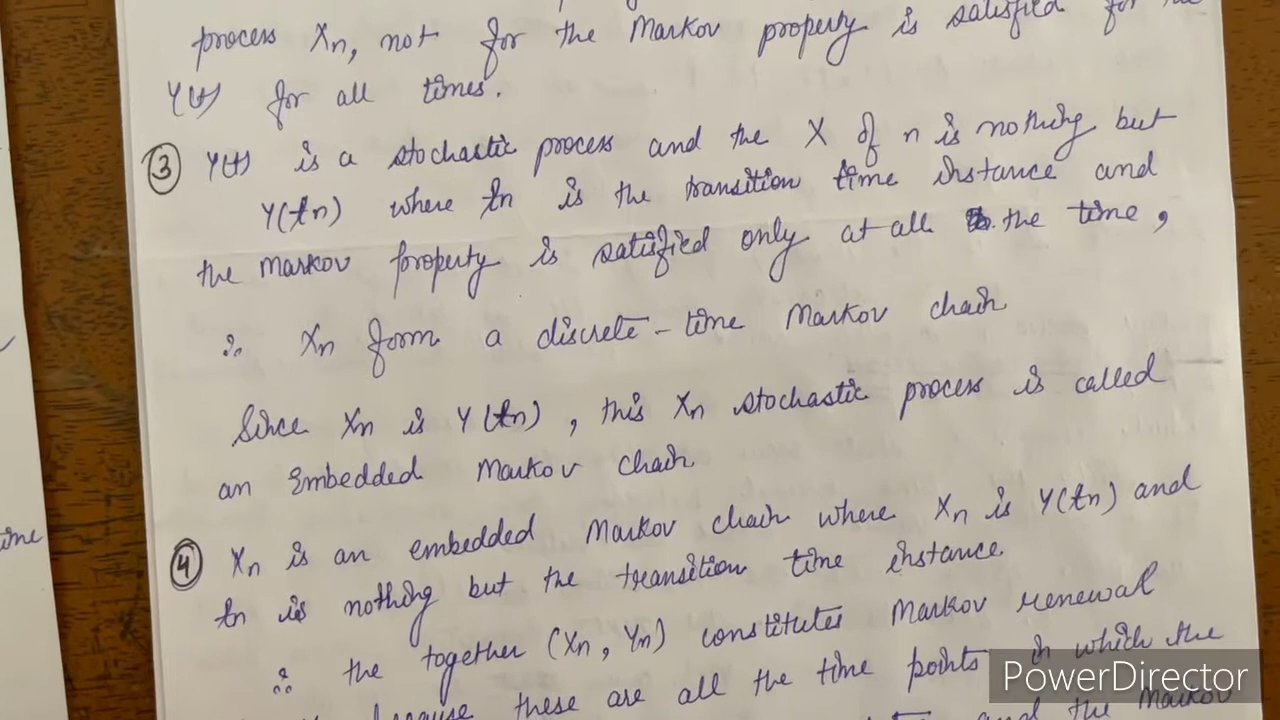 process Xn, not for the Markov property is satisfied for the
Y(t) for all times.
③ Y(t) is a stochastic process and the X of n is nothing but
Y(tn) where tn is the transition time instance and
the Markov property is satisfied only at all the time,
∴ Xn form a discrete-time Markov chain
Since Xn is Y(tn), this Xn stochastic process is called
an Embedded Markov chain
④ Xn is an embedded Markov chain where Xn is Y(tn) and
tn is nothing but the transition time instance.
∴ the together (Xn, Yn) constitutes Markov renewal
because these are all the time points in which the
and the Markov
time
PowerDirector